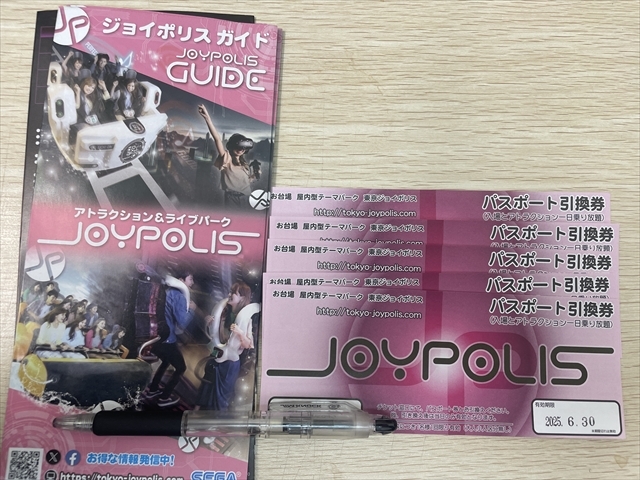 ジョイポリス ガイド
JOYPOLIS
GUIDE
アトラクション&ライブパーク
JOYPOLIS
お得な情報発信中!
https://tokyo-joypolis.com
SEGA
お台場 屋内型テーマパーク 東京ジョイポリス
http://tokyo-joypolis.com
パスポート引換券
(入場とアトラクション一日乗り放題)
お台場 屋内型テーマパーク 東京ジョイポリス
パスポート引換券
お台場 屋内型テーマパーク 東京ジョイポリス
http://tokyo-joypolis.com
パスポート引換券
お台場 屋内型テーマパーク 東京ジョイポリス
パスポート引換券
お台場 屋内型テーマパーク 東京ジョイポリス
http://tokyo-joypolis.com
パスポート引換券
(入場とアトラクション一日乗り放題)
JOYPOLIS
有効期限
2025. 6. 30